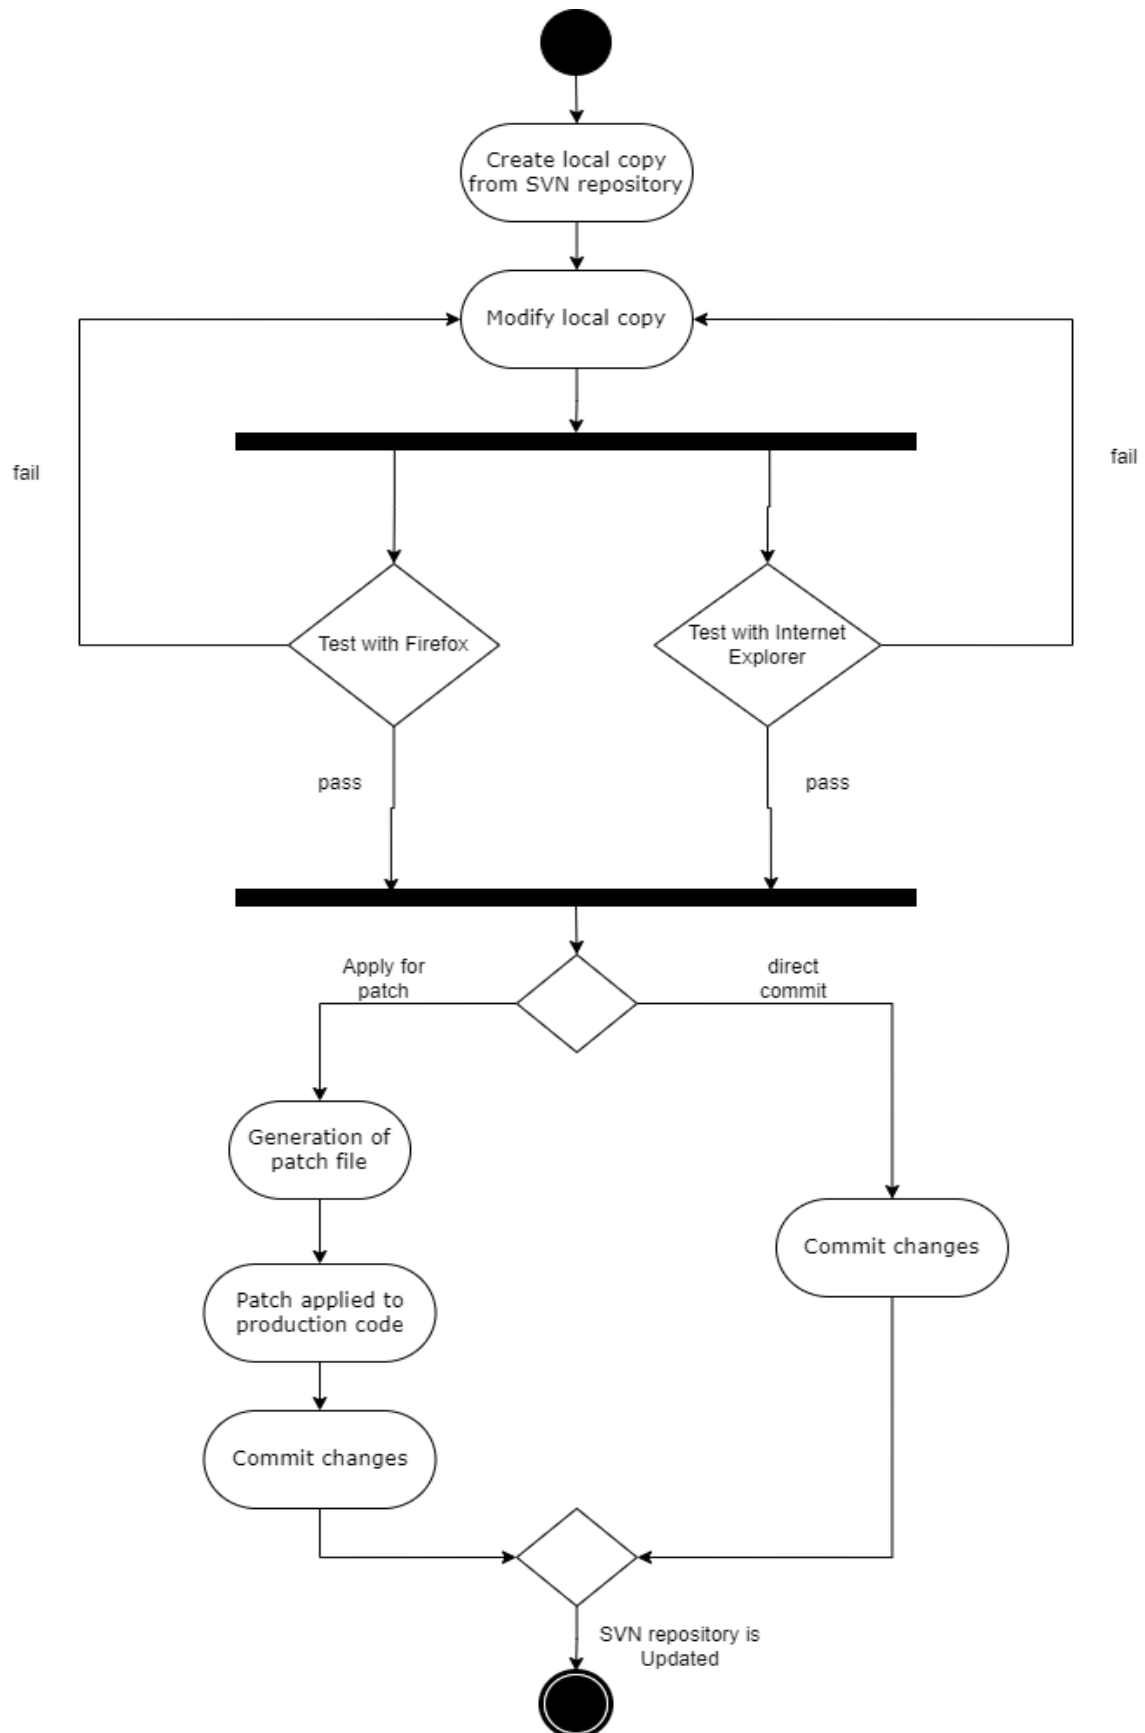 Create local copy
from SVN repository
Modify local copy
fail
fail
Test with Firefox
Test with Internet
Explorer
pass
pass
Apply for
patch
direct
commit
Generation of
patch file
Commit changes
Patch applied to
production code
Commit changes
SVN repository is
Updated